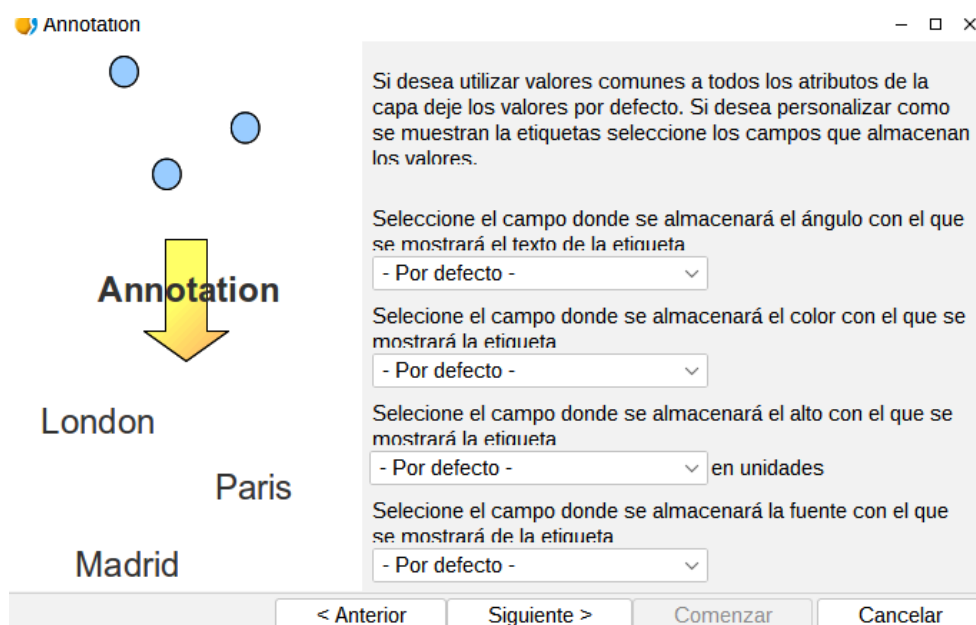 Annotation
Si desea utilizar valores comunes a todos los atributos de la
capa deje los valores por defecto. Si desea personalizar como
se muestran la etiquetas seleccione los campos que almacenan
los valores.
Seleccione el campo donde se almacenará el ángulo con el que
se mostrará el texto de la etiqueta
- Por defecto -
Selecione el campo donde se almacenará el color con el que se
mostrará la etiqueta
- Por defecto -
Selecione el campo donde se almacenará el alto con el que se
mostrará la etiqueta
- Por defecto - en unidades
Selecione el campo donde se almacenará la fuente con el que
se mostrará de la etiqueta
- Por defecto -
Annotation
London
Paris
Madrid
< Anterior Siguiente > Comenzar Cancelar